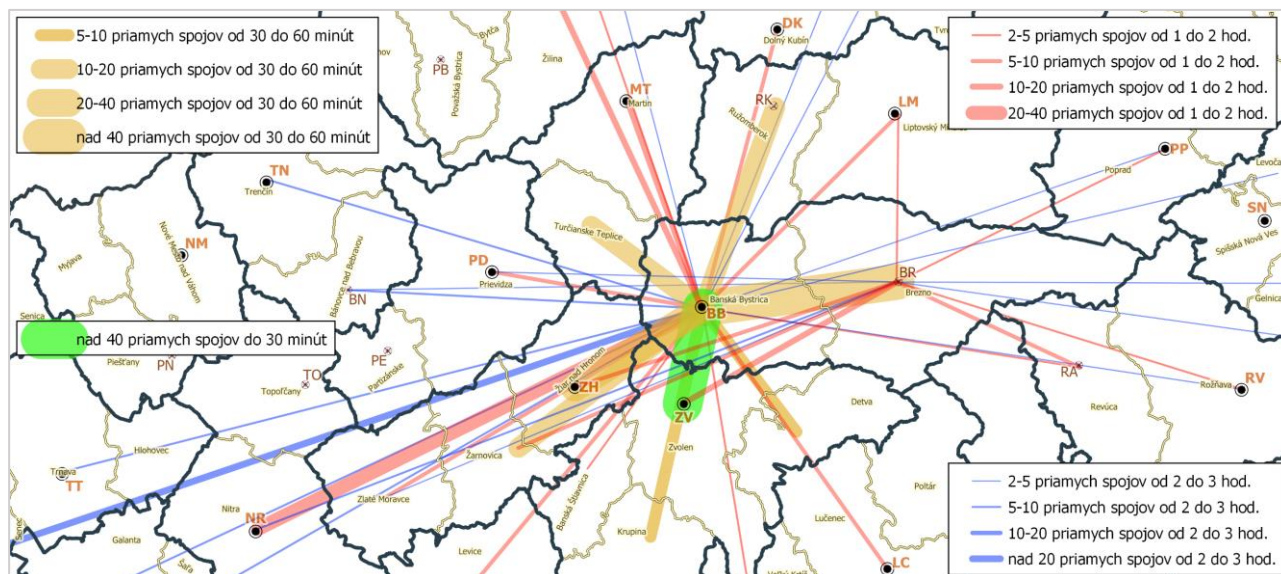 5-10 priamych spojov od 30 do 60 minút
10-20 priamych spojov od 30 do 60 minút
20-40 priamych spojov od 30 do 60 minút
nad 40 priamych spojov od 30 do 60 minút
2-5 priamych spojov od 1 do 2 hod.
5-10 priamych spojov od 1 do 2 hod.
10-20 priamych spojov od 1 do 2 hod.
20-40 priamych spojov od 1 do 2 hod.
Bytča
PB
Považská Bystrica
Žilina
DK
Dolný Kubín
MT
Martin
RK
Ružomberok
LM
PP
Poprad
Levoča
TN
Trenčín
SN
Spišská Nová Ves
Myjava
NM
Nové Mesto nad Váhom
Bánovce nad Bebravou
BN
PD
Prievidza
Turčianske Teplice
BR
Brezno
Banská Bystrica
BB
Gelnica
Senica
nad 40 priamych spojov do 30 minút
Piešťany
PN
TO
Topoľčany
PE
Partizánske
Žiar nad Hronom
ZH
ZV
Zvolen
Detva
RA
Revúca
RV
Rožňava
Trnava
TT
Hlohovec
Žarnovica
Zlaté Moravce
Nitra
NR
Banská Štiavnica
Krupina
Poltár
Lučenec
LC
Senec
Galanta
Šaľa
Levice
2-5 priamych spojov od 2 do 3 hod.
5-10 priamych spojov od 2 do 3 hod.
10-20 priamych spojov od 2 do 3 hod.
nad 20 priamych spojov od 2 do 3 hod.